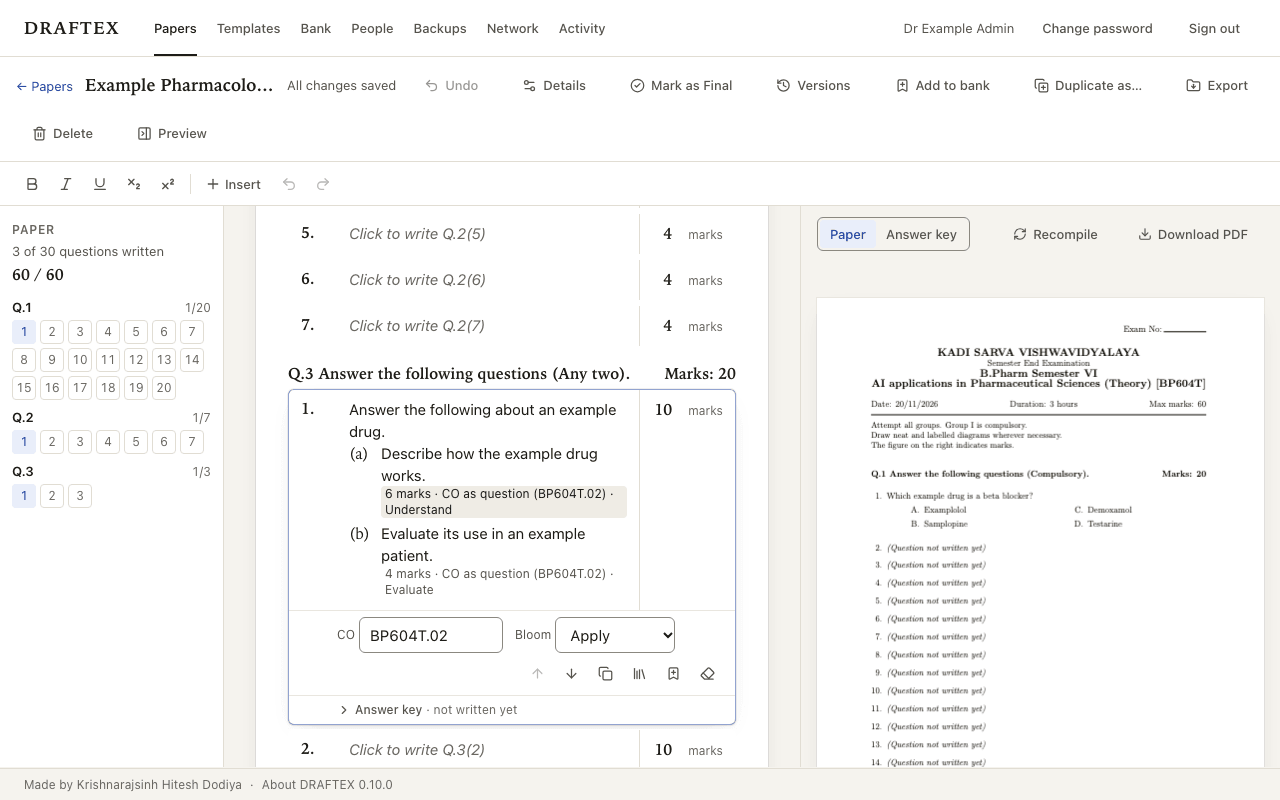 DRAFTEX Papers Templates Bank People Backups Network Activity Dr Example Admin Change password Sign out
← Papers Example Pharmacolo... All changes saved Undo Details Mark as Final Versions Add to bank Duplicate as... Export
Delete Preview
B I U x₂ x² + Insert
PAPER
3 of 30 questions written
60 / 60
Q.1 1/20
1 2 3 4 5 6 7
8 9 10 11 12 13 14
15 16 17 18 19 20
Q.2 1/7
1 2 3 4 5 6 7
Q.3 1/3
1 2 3
5. Click to write Q.2(5) 4 marks
6. Click to write Q.2(6) 4 marks
7. Click to write Q.2(7) 4 marks
Q.3 Answer the following questions (Any two). Marks: 20
1. Answer the following about an example 10 marks
drug.
(a) Describe how the example drug
works.
6 marks · CO as question (BP604T.02) ·
Understand
(b) Evaluate its use in an example
patient.
4 marks · CO as question (BP604T.02) ·
Evaluate
CO BP604T.02 Bloom Apply
Answer key · not written yet
2. Click to write Q.3(2) 10 marks
Paper Answer key Recompile Download PDF
Exam No:
KADI SARVA VISHWAVIDYALAYA
Semester End Examination
B.Pharm Semester VI
AI applications in Pharmaceutical Sciences (Theory) [BP604T]
Date: 20/11/2026 Duration: 3 hours Max marks: 60
Attempt all groups. Group I is compulsory.
Draw neat and labelled diagrams wherever necessary.
The figure on the right indicates marks.
Q.1 Answer the following questions (Compulsory). Marks: 20
1. Which example drug is a beta blocker?
A. Examplolol C. Demoxamol
B. Samplopine D. Testarine
2. (Question not written yet)
3. (Question not written yet)
4. (Question not written yet)
5. (Question not written yet)
6. (Question not written yet)
7. (Question not written yet)
8. (Question not written yet)
9. (Question not written yet)
10. (Question not written yet)
11. (Question not written yet)
12. (Question not written yet)
13. (Question not written yet)
14. (Question not written yet)
Made by Krishnarajsinh Hitesh Dodiya · About DRAFTEX 0.10.0